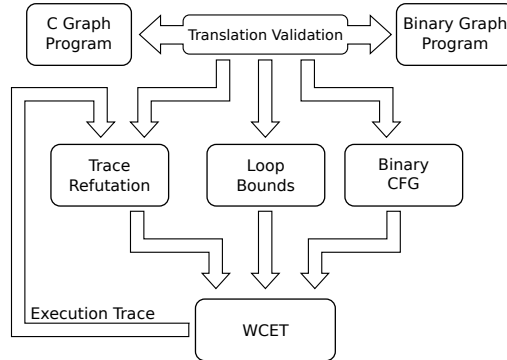 C Graph
Program
Translation Validation
Binary Graph
Program
Trace
Refutation
Loop
Bounds
Binary
CFG
Execution Trace
WCET